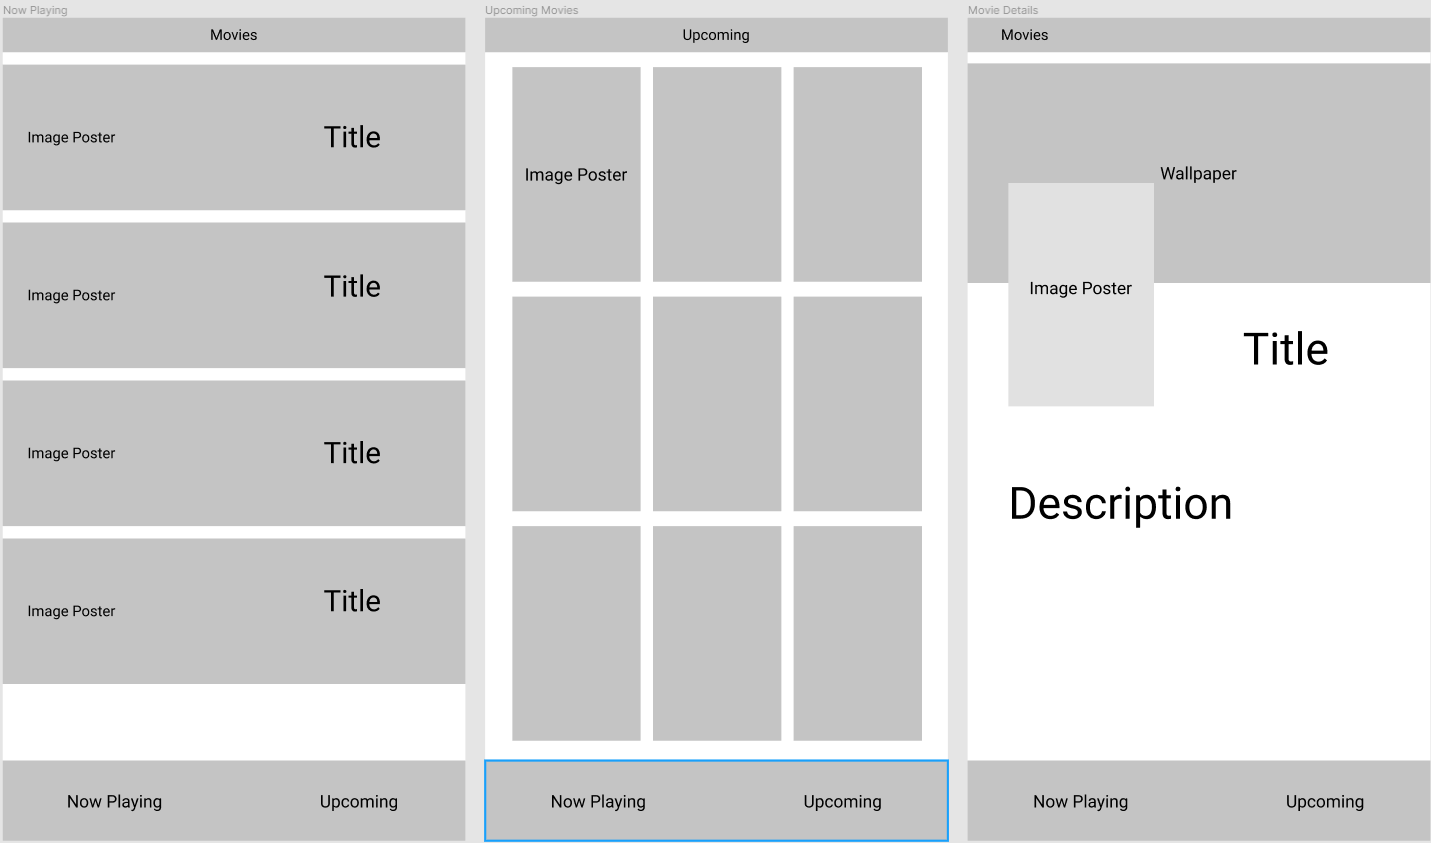 Now Playing
Movies
Image Poster
Title
Image Poster
Title
Image Poster
Title
Image Poster
Title
Now Playing
Upcoming
Upcoming Movies
Upcoming
Image Poster
Now Playing
Upcoming
Movie Details
Movies
Wallpaper
Image Poster
Title
Description
Now Playing
Upcoming